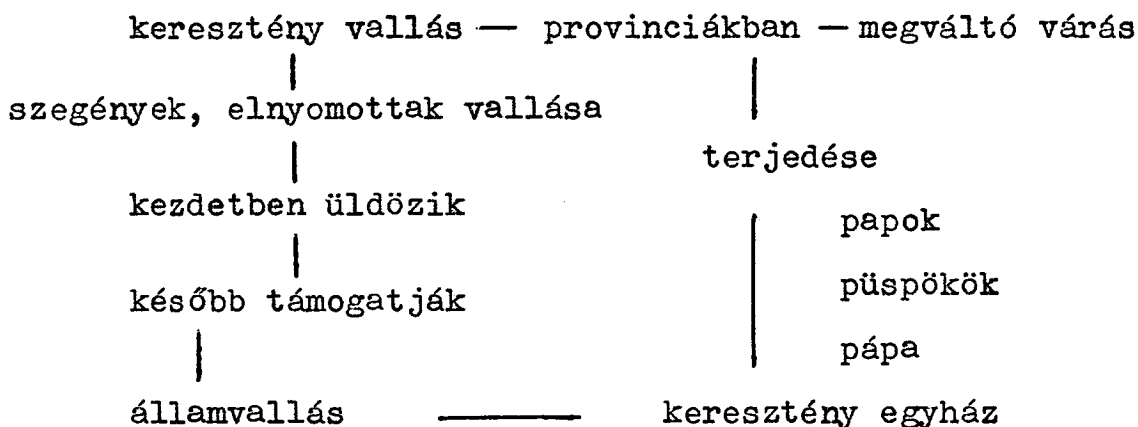 keresztény vallás — provinciákban — megváltó várás
szegények, elnyomottak vallása
terjedése
kezdetben üldözik
papok
püspökök
később támogatják
pápa
államvallás — keresztény egyház